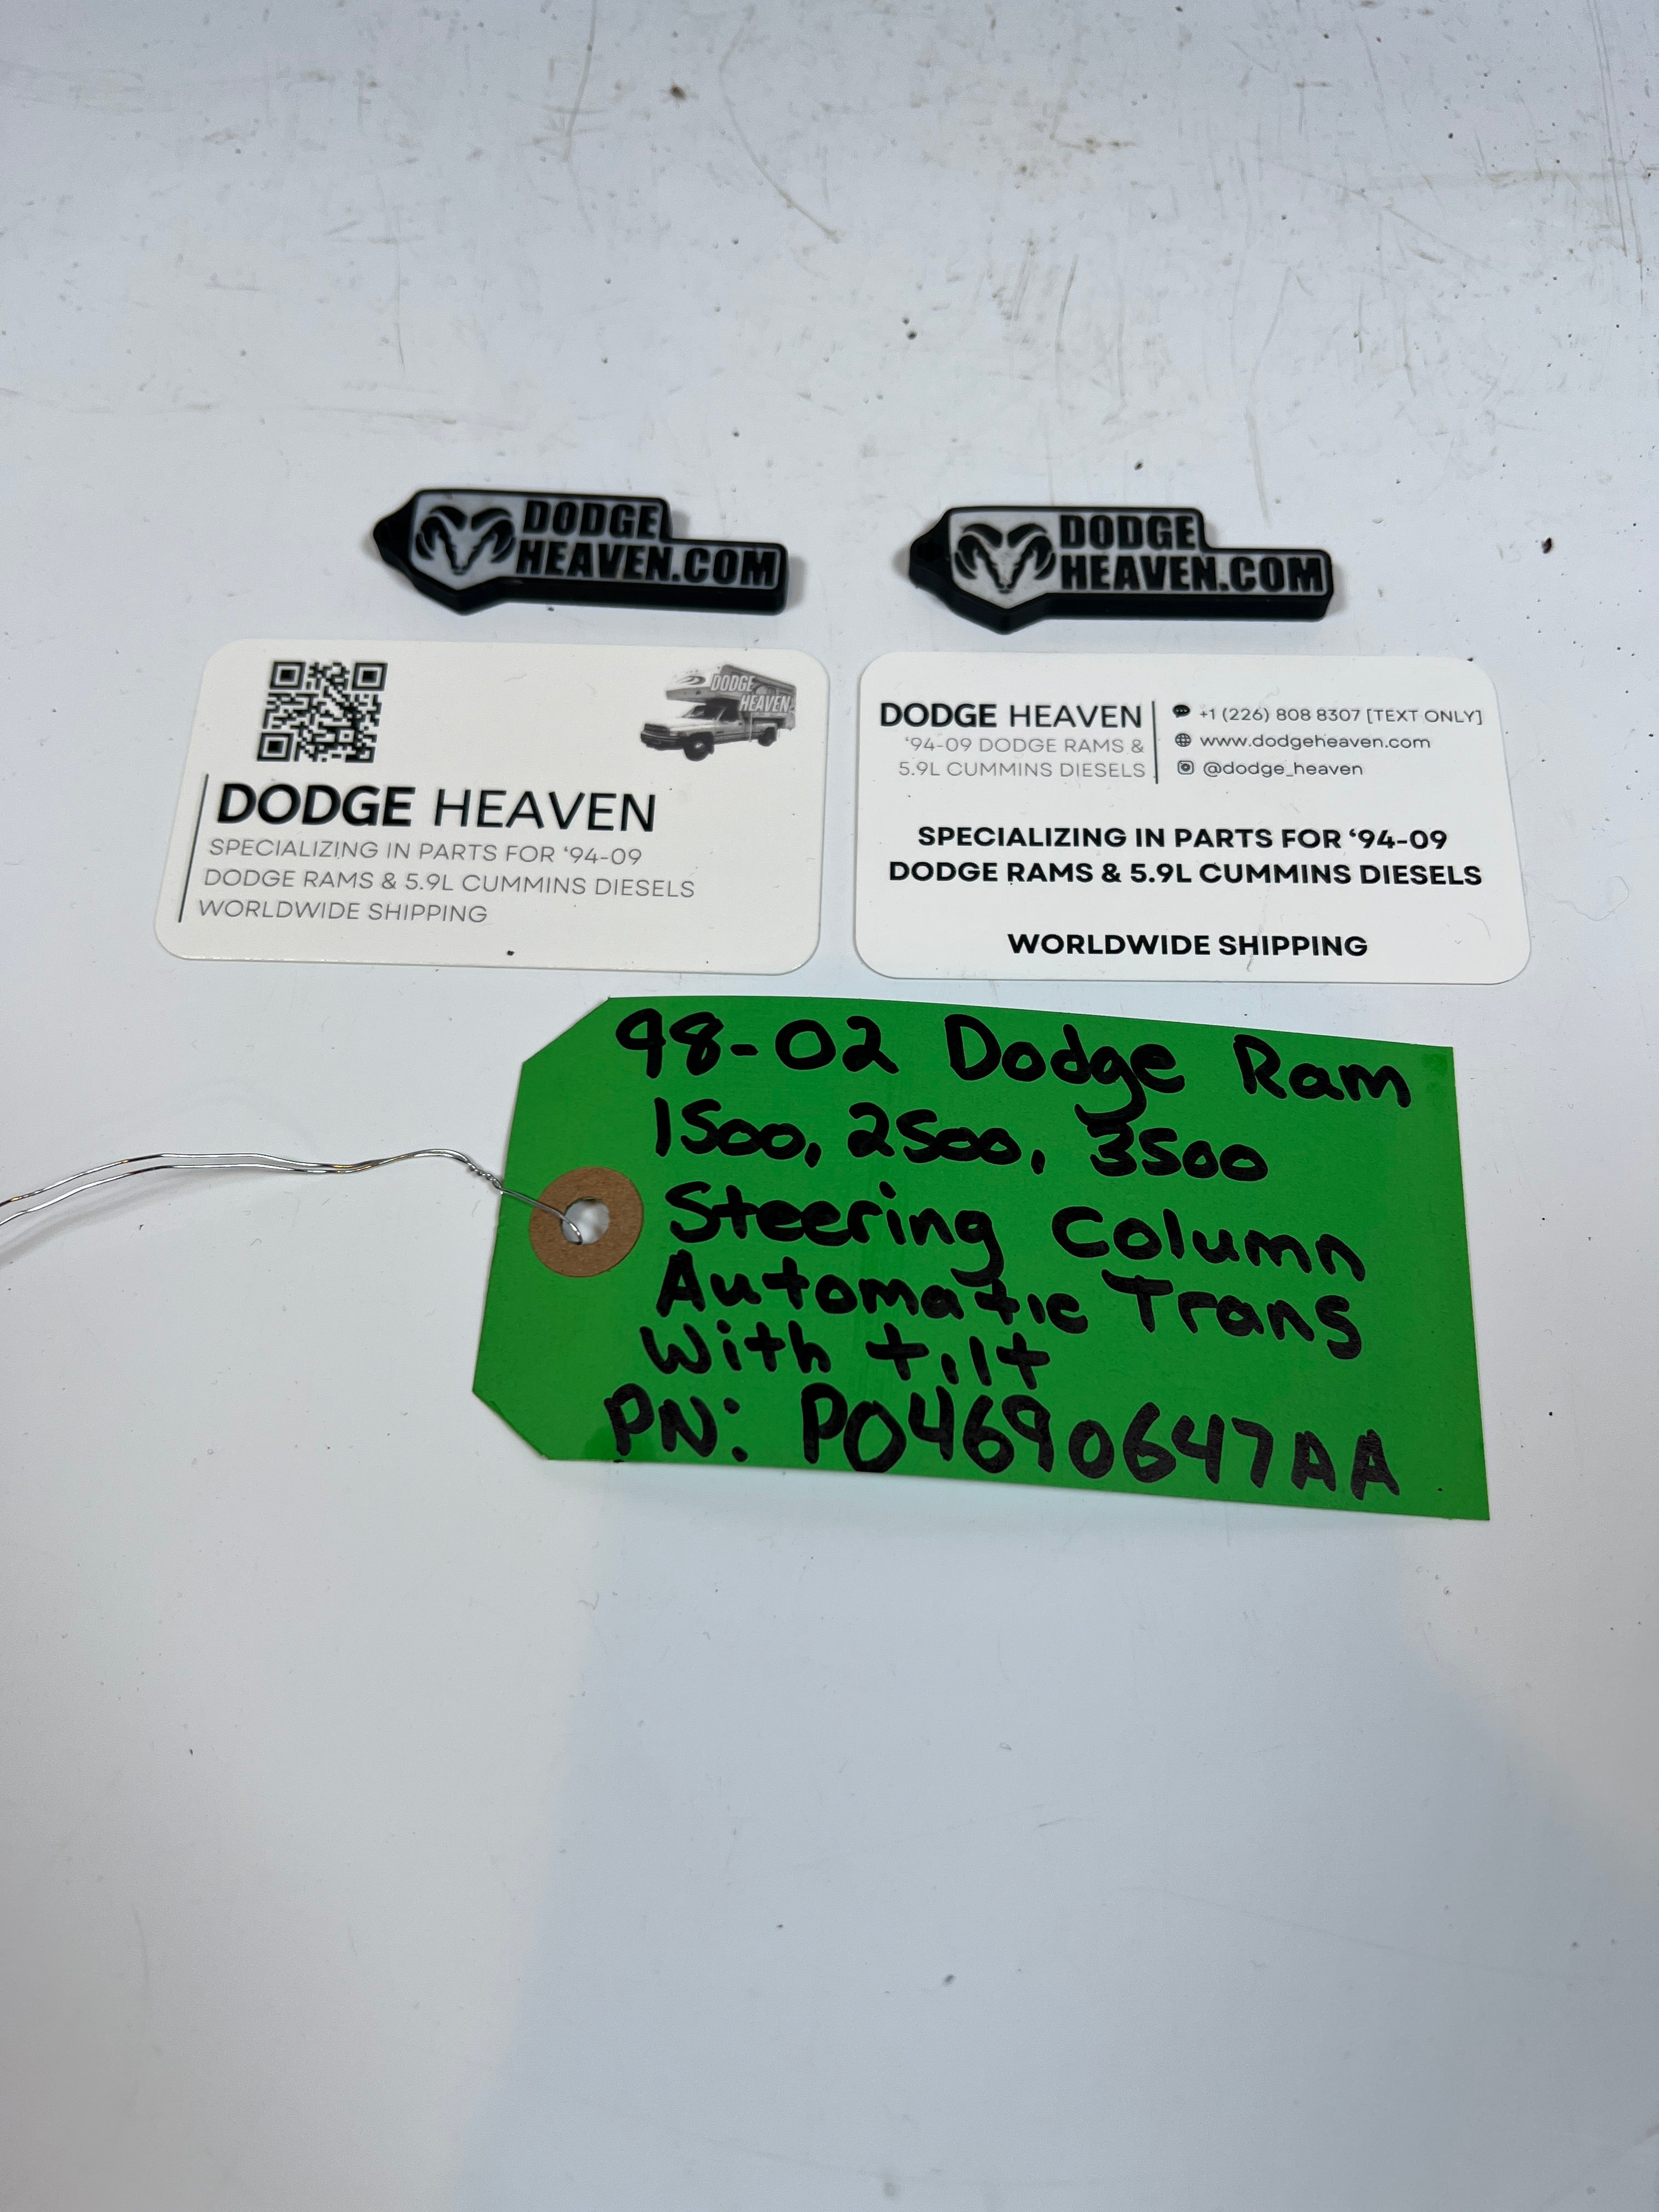 DODGE
HEAVEN.COM
DODGE
HEAVEN.COM
DODGE
HEAVEN
DODGE HEAVEN
SPECIALIZING IN PARTS FOR ‘94-09
DODGE RAMS & 5.9L CUMMINS DIESELS
WORLDWIDE SHIPPING
DODGE HEAVEN
‘94-09 DODGE RAMS &
5.9L CUMMINS DIESELS
+1 (226) 808 8307 [TEXT ONLY]
www.dodgeheaven.com
@dodge_heaven
SPECIALIZING IN PARTS FOR ‘94-09
DODGE RAMS & 5.9L CUMMINS DIESELS
WORLDWIDE SHIPPING
98-02 Dodge Ram
1500, 2500, 3500
Steering Column
Automatic Trans
With tilt
PN: P04690647AA